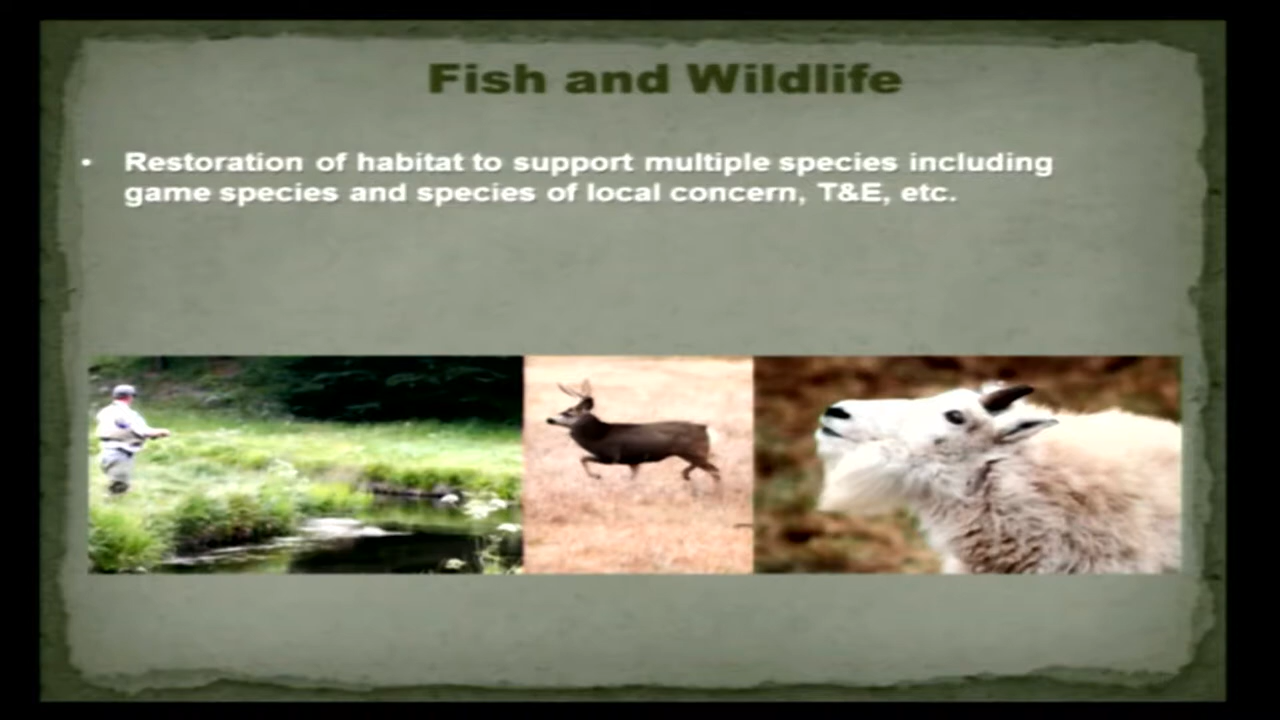 Fish and Wildlife
• Restoration of habitat to support multiple species including
game species and species of local concern, T&E, etc.